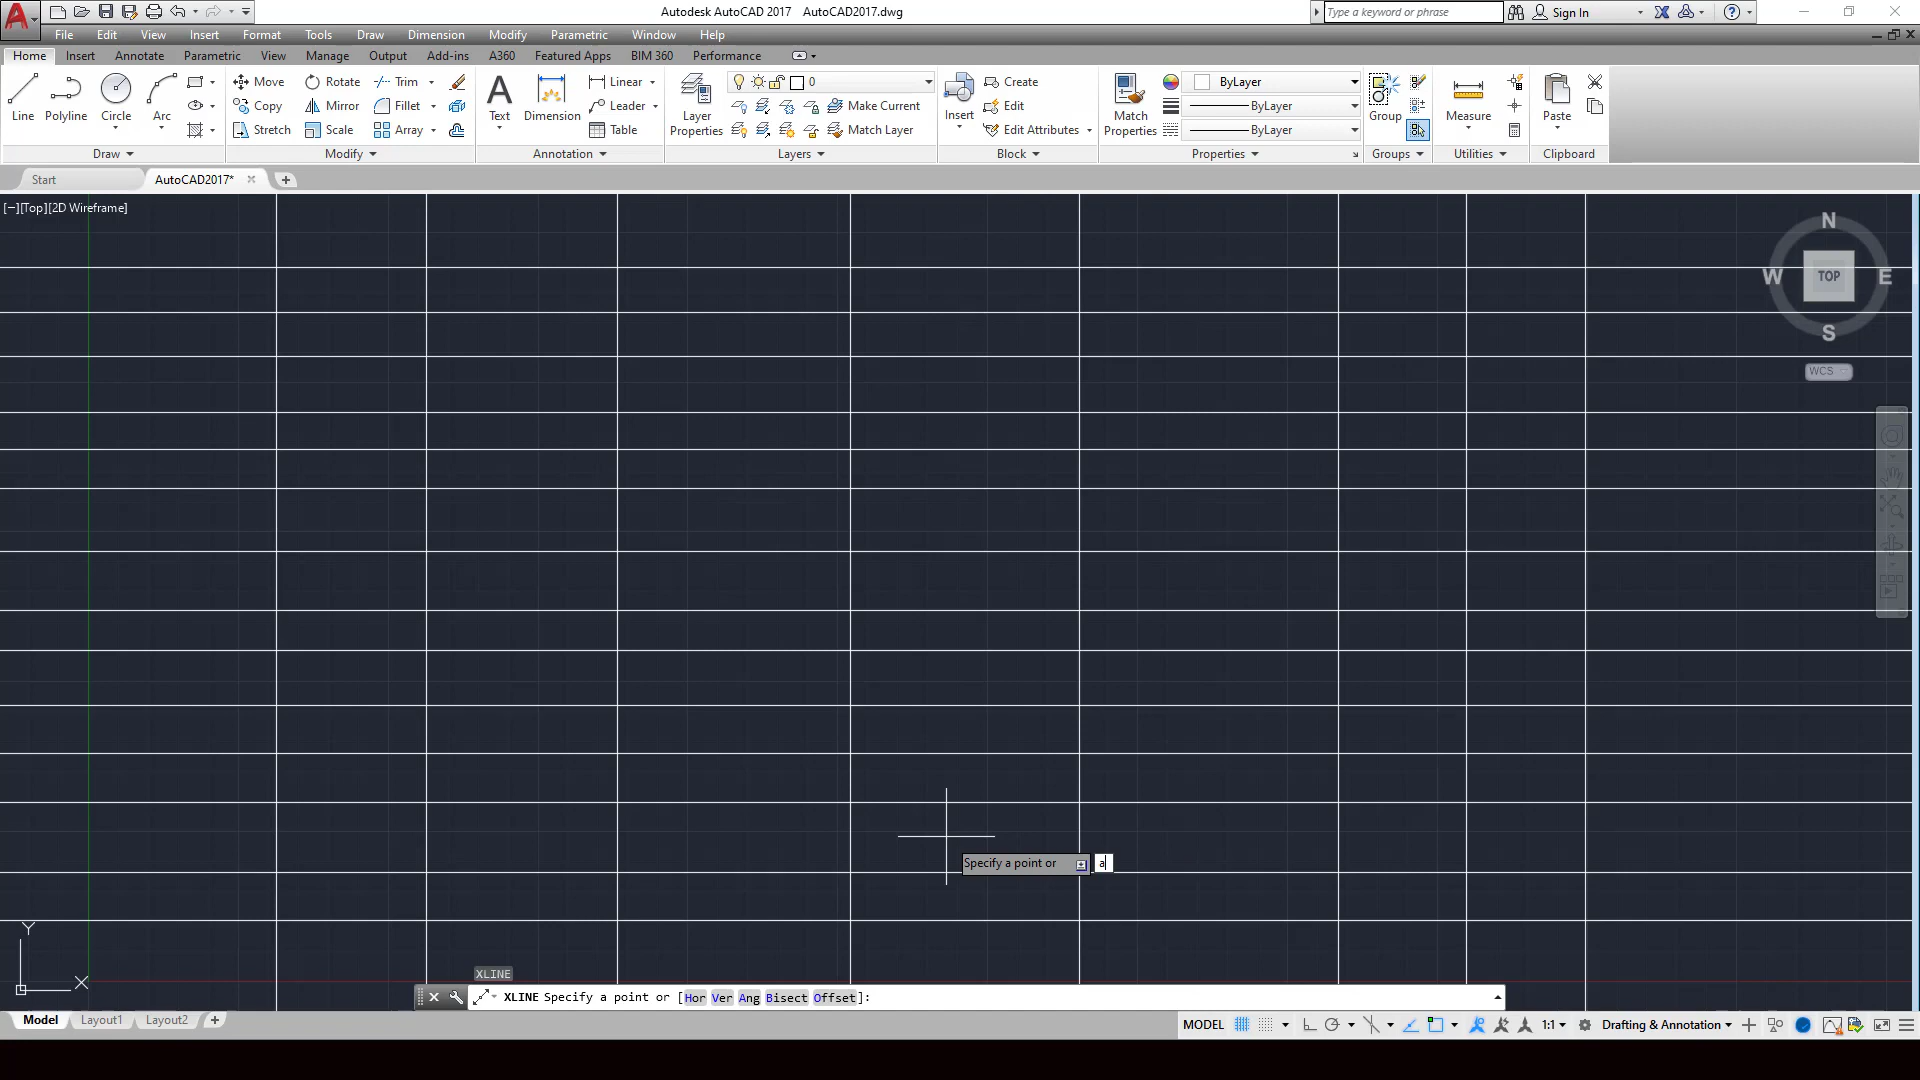 Autodesk AutoCAD 2017 AutoCAD2017.dwg
Type a keyword or phrase
Sign In
File Edit View Insert Format Tools Draw Dimension Modify Parametric Window Help
Home Insert Annotate Parametric View Manage Output Add-ins A360 Featured Apps BIM 360 Performance
Line Polyline Circle Arc
Draw
Move Rotate Trim
Copy Mirror Fillet
Stretch Scale Array
Modify
Text Dimension
Linear
Leader
Table
Annotation
Layer Properties
0
Make Current
Match Layer
Layers
Insert
Create
Edit
Edit Attributes
Block
Match Properties
ByLayer
ByLayer
ByLayer
Properties
Group
Groups
Measure
Utilities
Paste
Clipboard
Start AutoCAD2017*
[−][Top][2D Wireframe]
N
W TOP E
S
WCS
Specify a point or a
Y
X
XLINE
XLINE Specify a point or [Hor Ver Ang Bisect Offset]:
Model Layout1 Layout2
MODEL 1:1 Drafting & Annotation